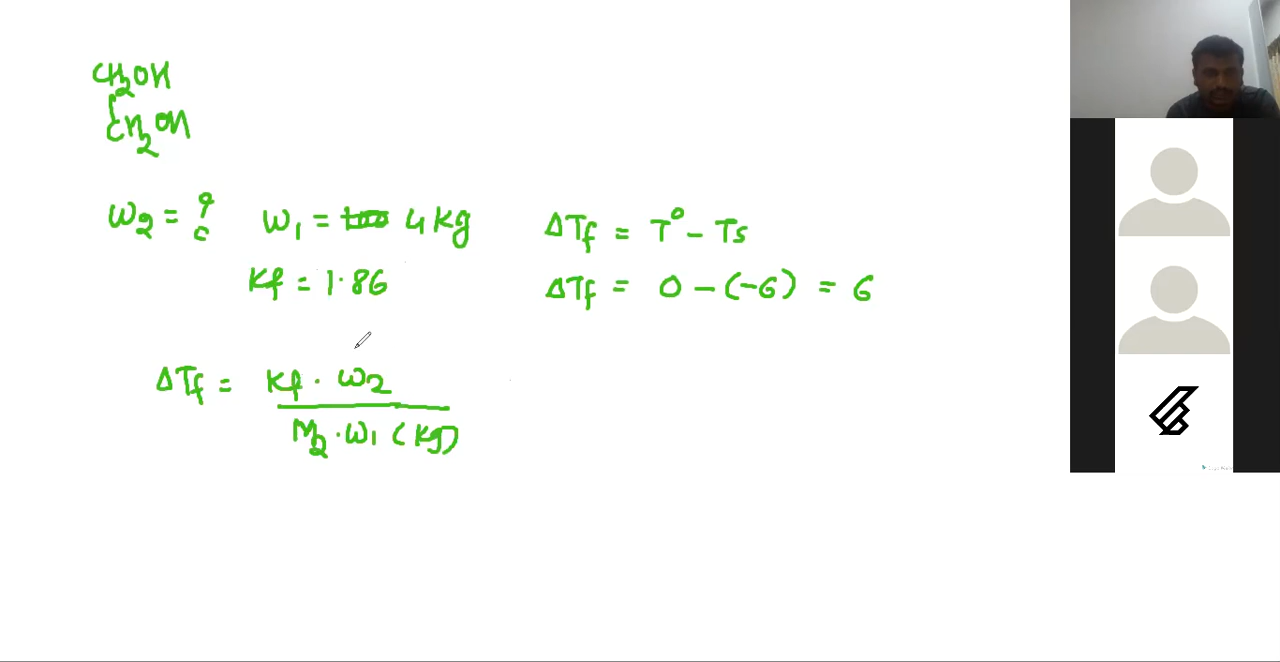 CH2OH
CH2OH
W2 = ?
W1 = 4 kg
Kf = 1.86
ΔTf = T° - Ts
ΔTf = 0 - (-6) = 6
ΔTf = Kf · W2
M2 · W1 (kg)